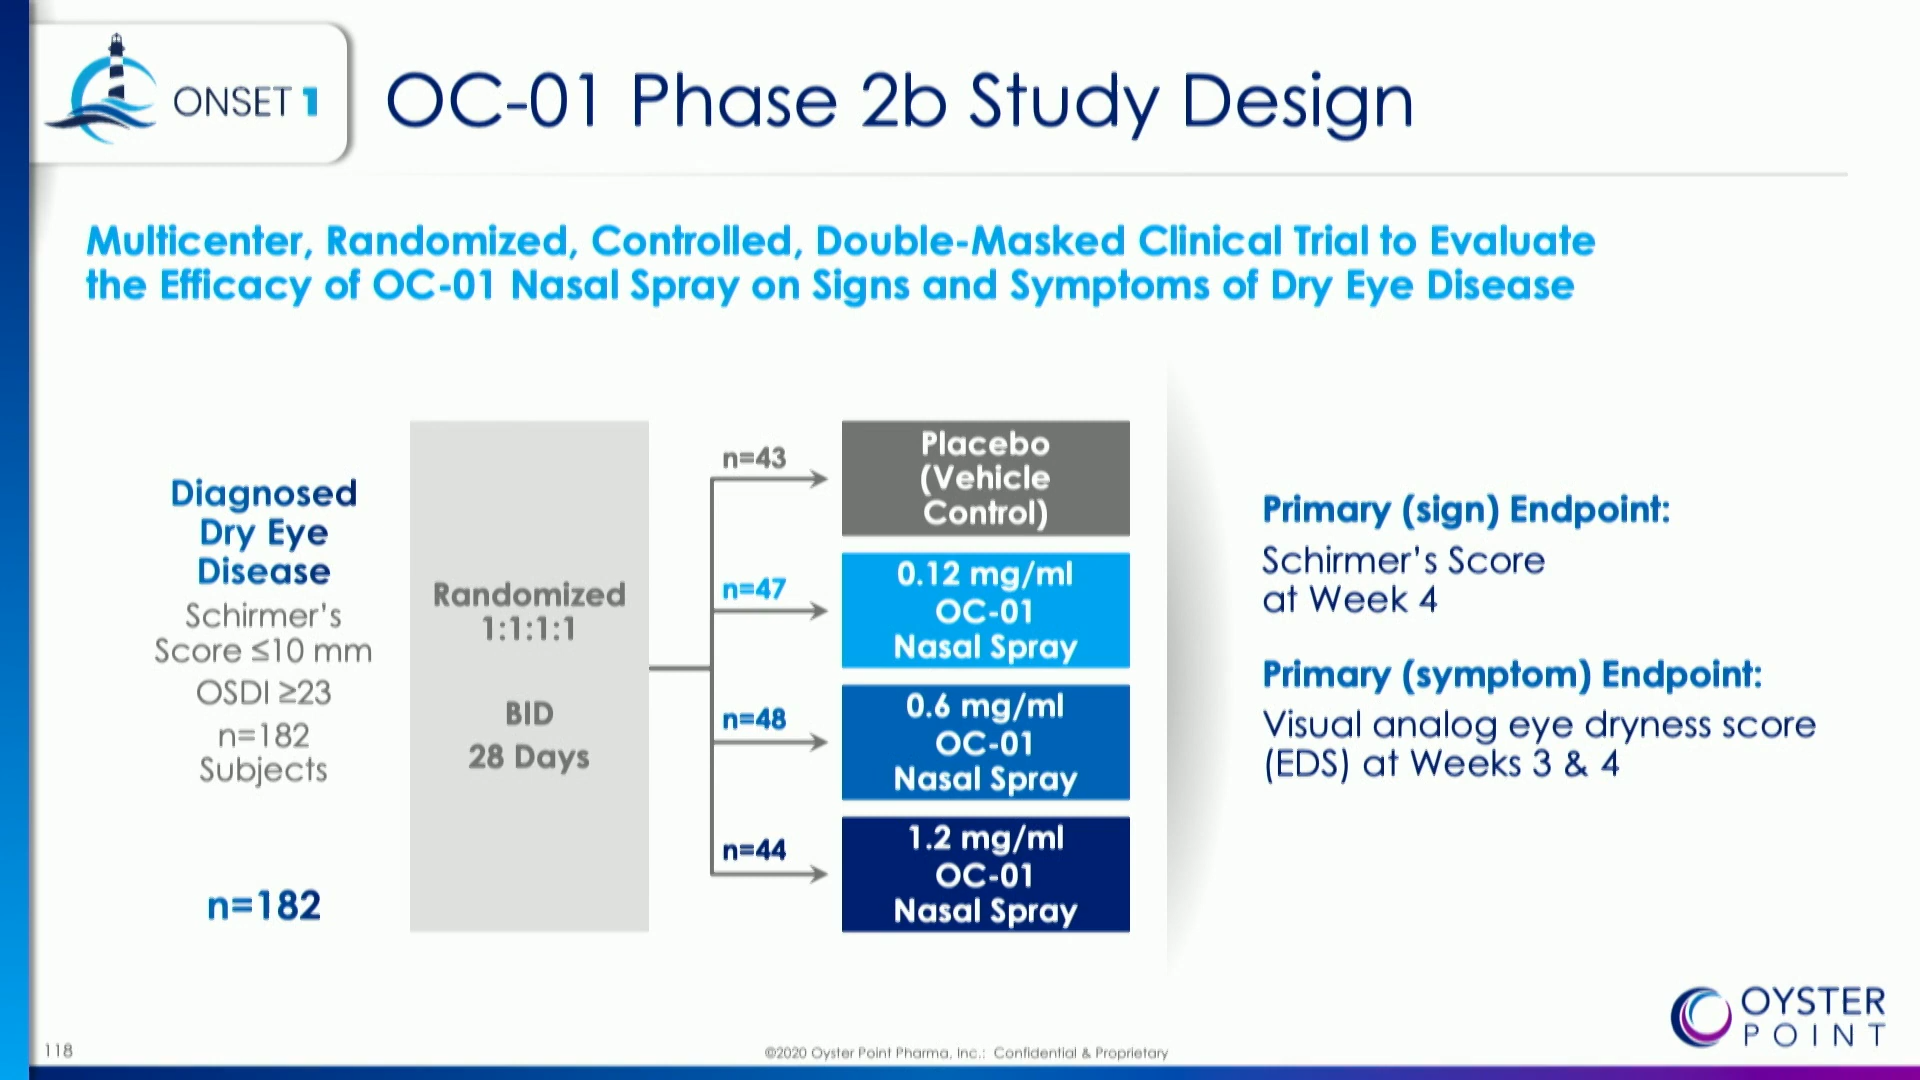 ONSET 1
OC-01 Phase 2b Study Design
Multicenter, Randomized, Controlled, Double-Masked Clinical Trial to Evaluate
the Efficacy of OC-01 Nasal Spray on Signs and Symptoms of Dry Eye Disease
Diagnosed
Dry Eye
Disease
Schirmer's
Score ≤10 mm
OSDI ≥23
n=182
Subjects
n=182
Randomized
1:1:1:1
BID
28 Days
n=43
Placebo
(Vehicle
Control)
n=47
0.12 mg/ml
OC-01
Nasal Spray
n=48
0.6 mg/ml
OC-01
Nasal Spray
n=44
1.2 mg/ml
OC-01
Nasal Spray
Primary (sign) Endpoint:
Schirmer's Score
at Week 4
Primary (symptom) Endpoint:
Visual analog eye dryness score
(EDS) at Weeks 3 & 4
OYSTER
POINT
118
©2020 Oyster Point Pharma, Inc.: Confidential & Proprietary